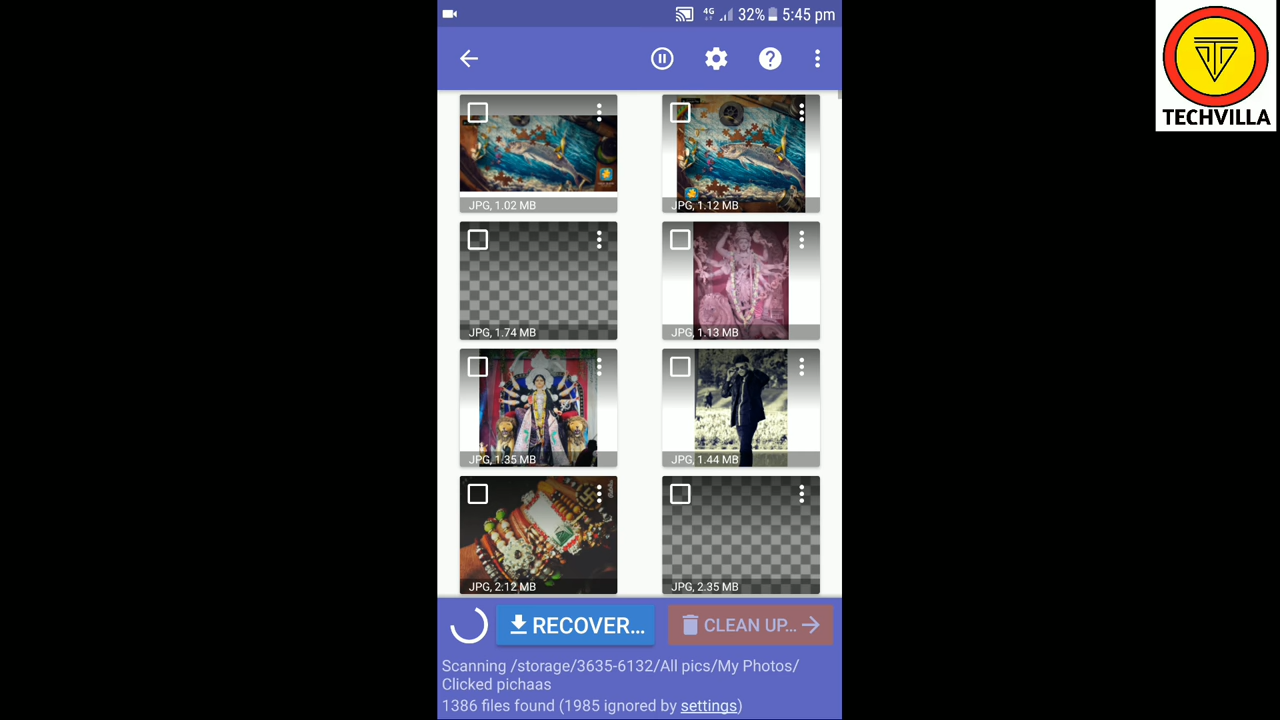 4G 32% 5:45 pm
TECHVILLA
JPG, 1.02 MB
JPG, 1.12 MB
JPG, 1.74 MB
JPG, 1.13 MB
JPG, 1.35 MB
JPG, 1.44 MB
JPG, 2.12 MB
JPG, 2.35 MB
RECOVER...
CLEAN UP...
Scanning /storage/3635-6132/All pics/My Photos/
Clicked pichaas
1386 files found (1985 ignored by settings)